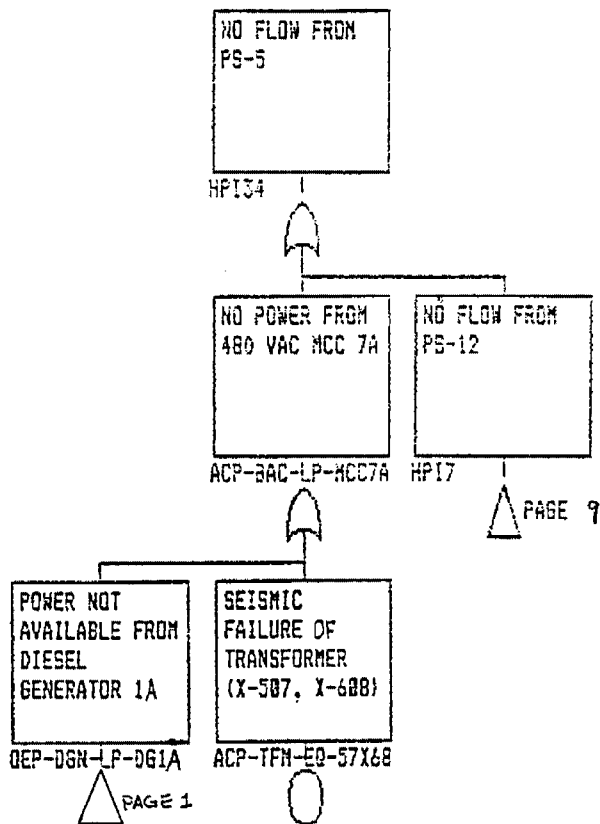 NO FLOW FROM
PS-5
HPI34
NO POWER FROM
480 VAC MCC 7A
ACP-BAC-LP-MCC7A
NO FLOW FROM
PS-12
HPI7
PAGE 9
POWER NOT
AVAILABLE FROM
DIESEL
GENERATOR 1A
OEP-DGN-LP-DG1A
PAGE 1
SEISMIC
FAILURE OF
TRANSFORMER
(X-507, X-608)
ACP-TFM-EQ-57X68